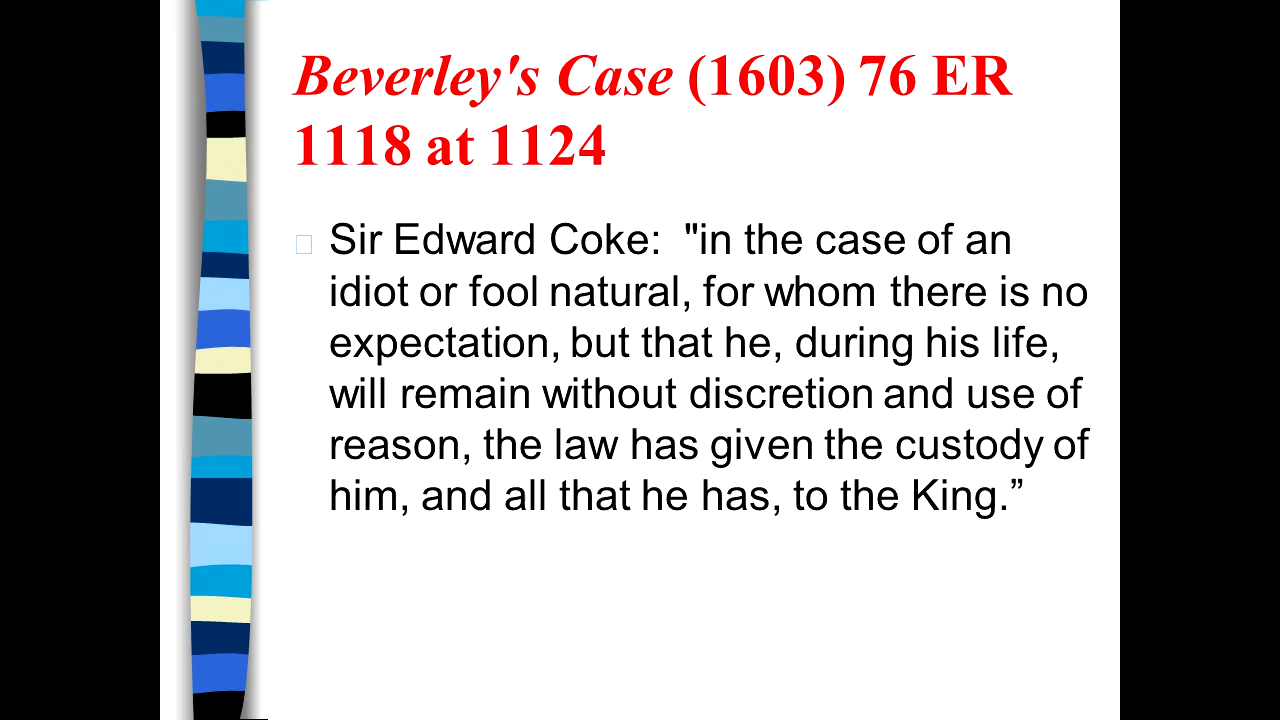 Beverley's Case (1603) 76 ER
1118 at 1124
Sir Edward Coke:  "in the case of an
idiot or fool natural, for whom there is no
expectation, but that he, during his life,
will remain without discretion and use of
reason, the law has given the custody of
him, and all that he has, to the King.”